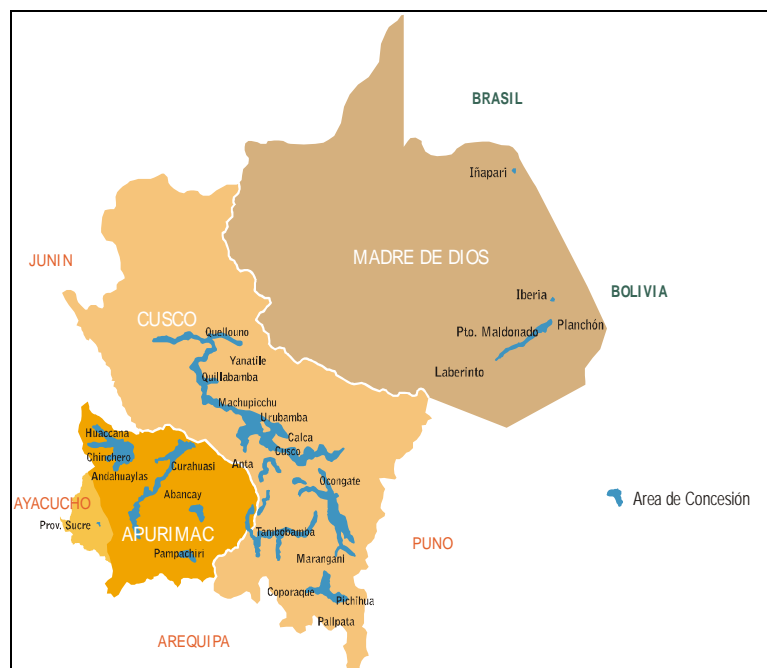 BRASIL
Iñapari
MADRE DE DIOS
JUNIN
Iberia
BOLIVIA
CUSCO
Quellouno
Pto. Maldonado
Planchón
Yanatile
Laberinto
Quillabamba
Machupicchu
Urubamba
Huaccana
Calca
Chinchero
Curahuasi
Cusco
Anta
Andahuaylas
Ocongate
Abancay
Area de Concesión
AYACUCHO
Prov. Sucre
APURIMAC
Tambobamba
PUNO
Pampachiri
Marangani
Coporaque
Pichihua
Pallpata
AREQUIPA